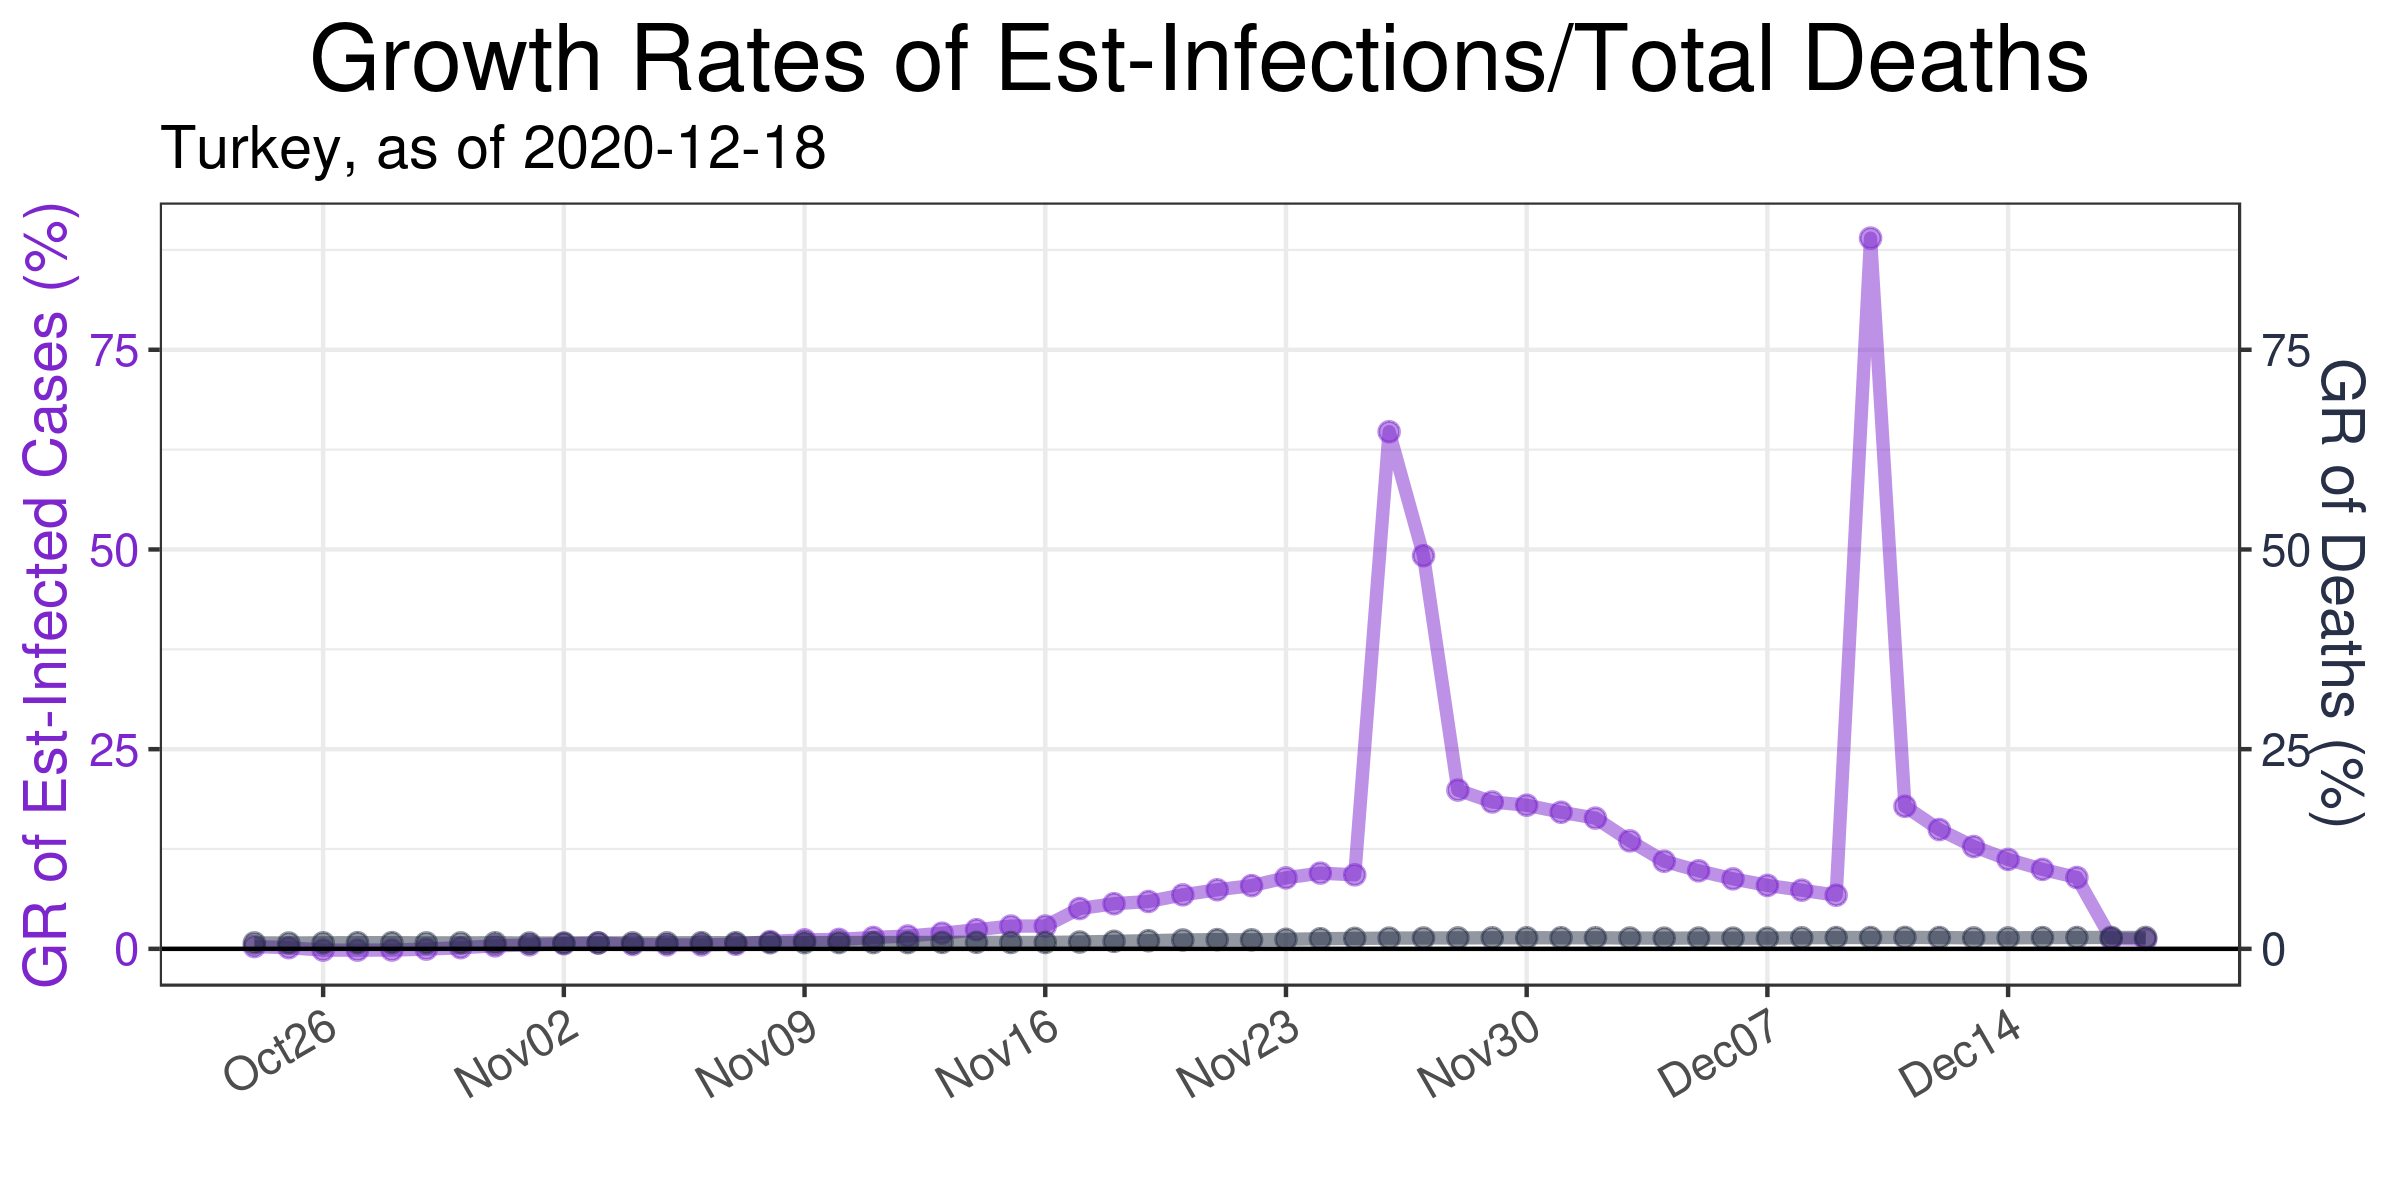 Growth Rates of Est-Infections/Total Deaths
Turkey, as of 2020-12-18
GR of Est-Infected Cases (%)
75
50
25
0
75
50
25
0
GR of Deaths (%)
Oct26
Nov02
Nov09
Nov16
Nov23
Nov30
Dec07
Dec14